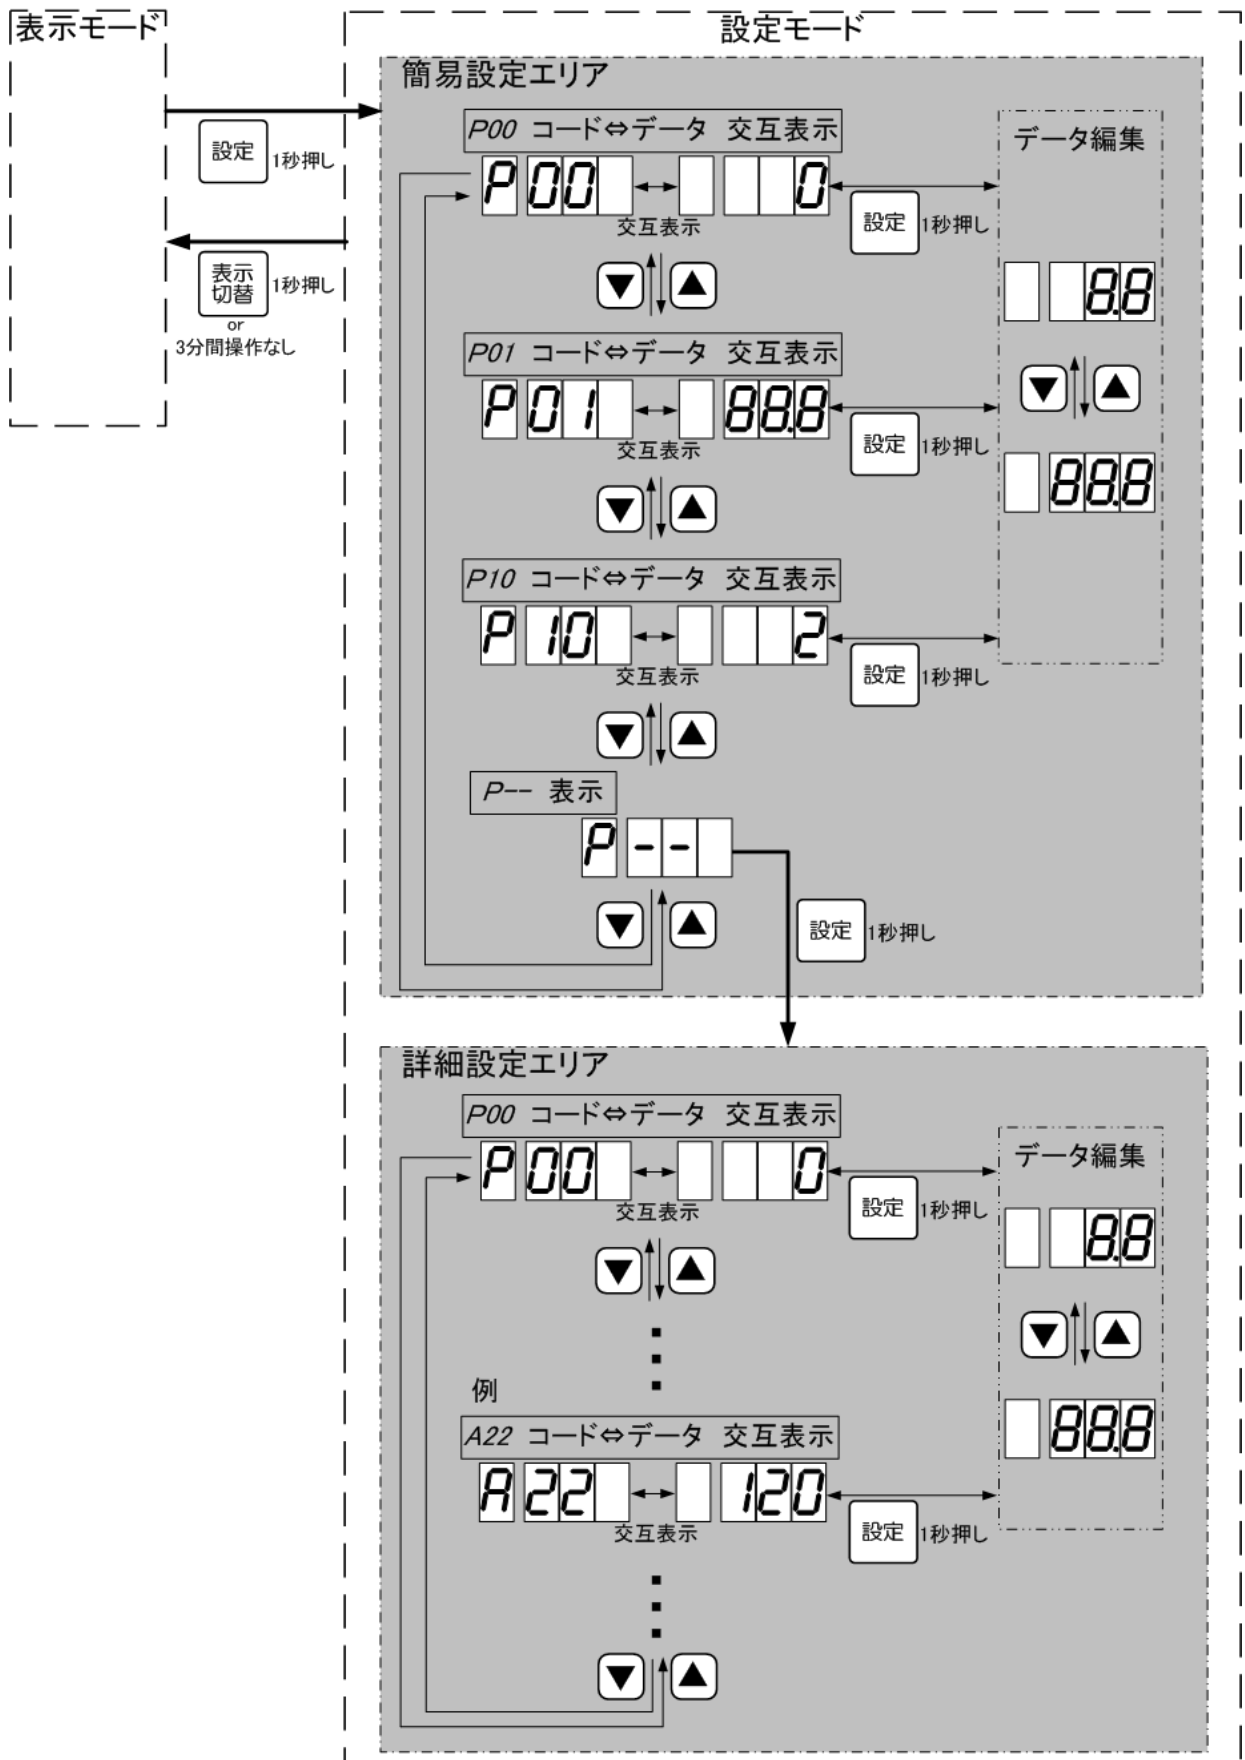 表示モード
設定モード
簡易設定エリア
設定 1秒押し
表示切替 1秒押し
or
3分間操作なし
P00 コード⇔データ 交互表示
P00 0
交互表示
設定 1秒押し
▼ ▲
P01 コード⇔データ 交互表示
P01 88.8
交互表示
設定 1秒押し
▼ ▲
P10 コード⇔データ 交互表示
P10 2
交互表示
設定 1秒押し
▼ ▲
P-- 表示
P--
▼ ▲
設定 1秒押し
データ編集
8.8
▼ ▲
88.8
詳細設定エリア
P00 コード⇔データ 交互表示
P00 0
交互表示
設定 1秒押し
▼ ▲
例
A22 コード⇔データ 交互表示
A22 120
交互表示
設定 1秒押し
▼ ▲
データ編集
8.8
▼ ▲
88.8